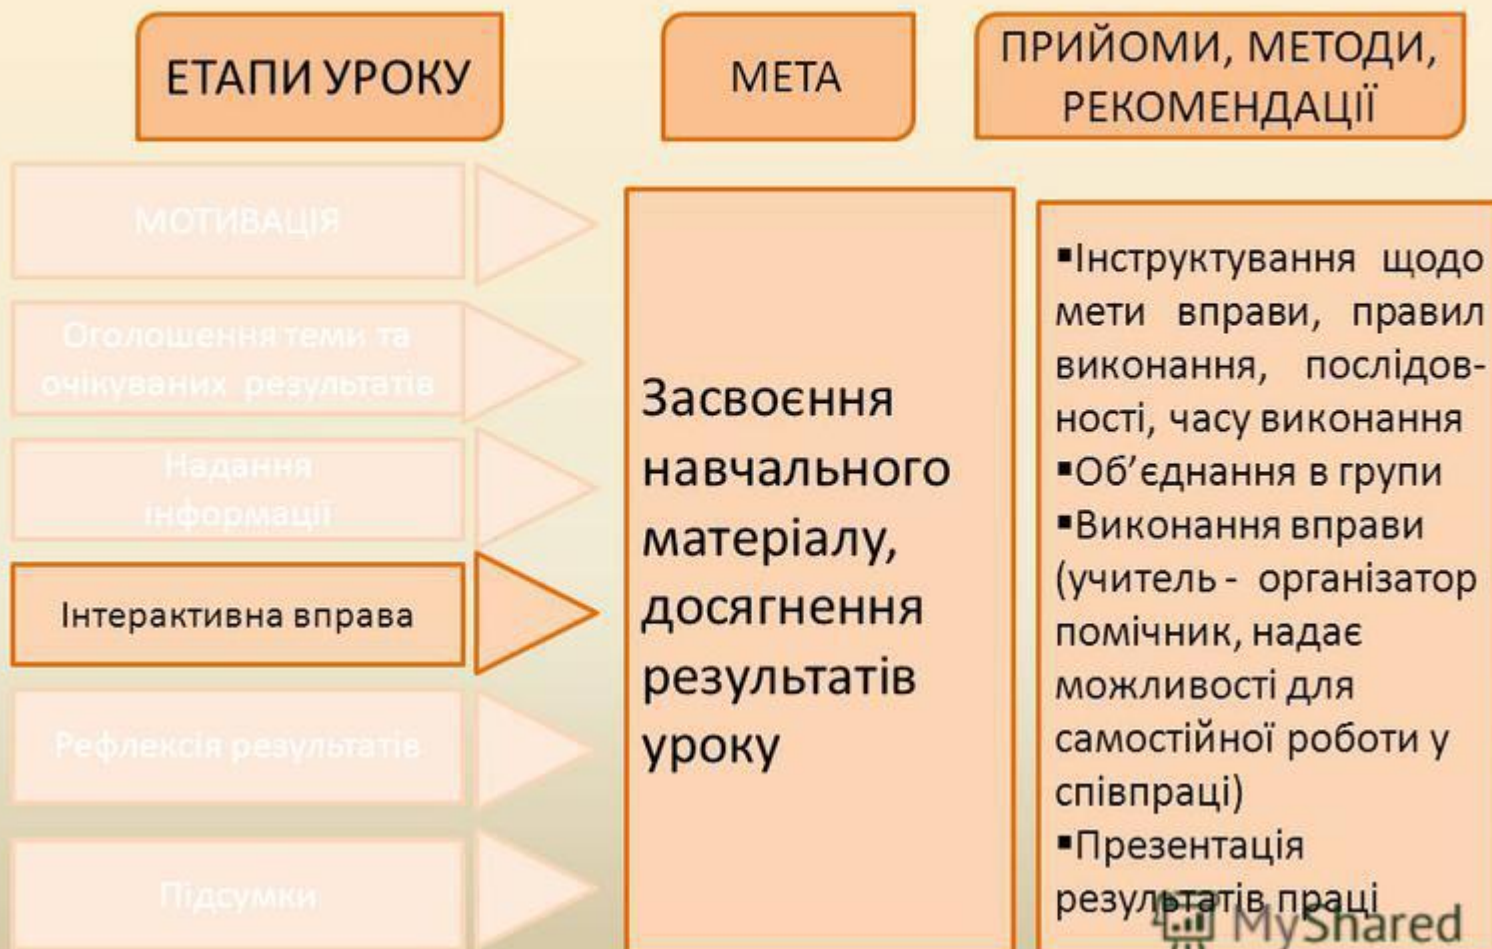 ЕТАПИ УРОКУ
МЕТА
ПРИЙОМИ, МЕТОДИ,
РЕКОМЕНДАЦІЇ
МОТИВАЦІЯ
Оголошення теми та
очікуваних результатів
Надання
інформації
Інтерактивна вправа
Рефлексія результатів
Підсумки
Засвоєння
навчального
матеріалу,
досягнення
результатів
уроку
▪Інструктування щодо
мети вправи, правил
виконання, послідов-
ності, часу виконання
▪Об’єднання в групи
▪Виконання вправи
(учитель - організатор
помічник, надає
можливості для
самостійної роботи у
співпраці)
▪Презентація
результатів праці
MyShared